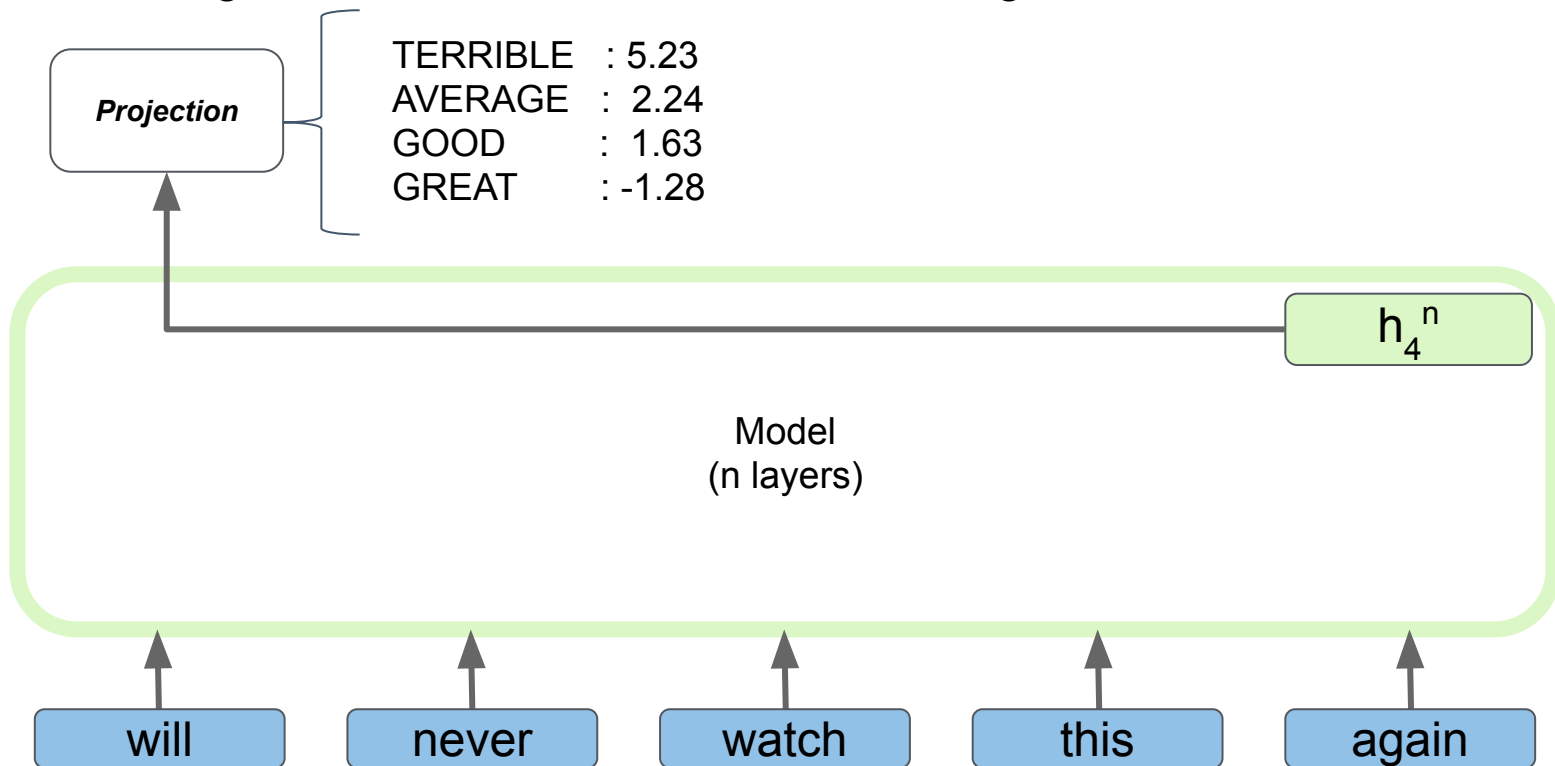 TERRIBLE : 5.23
Projection
AVERAGE : 2.24
GOOD : 1.63
GREAT : -1.28
h₄ⁿ
Model
(n layers)
will never watch this again